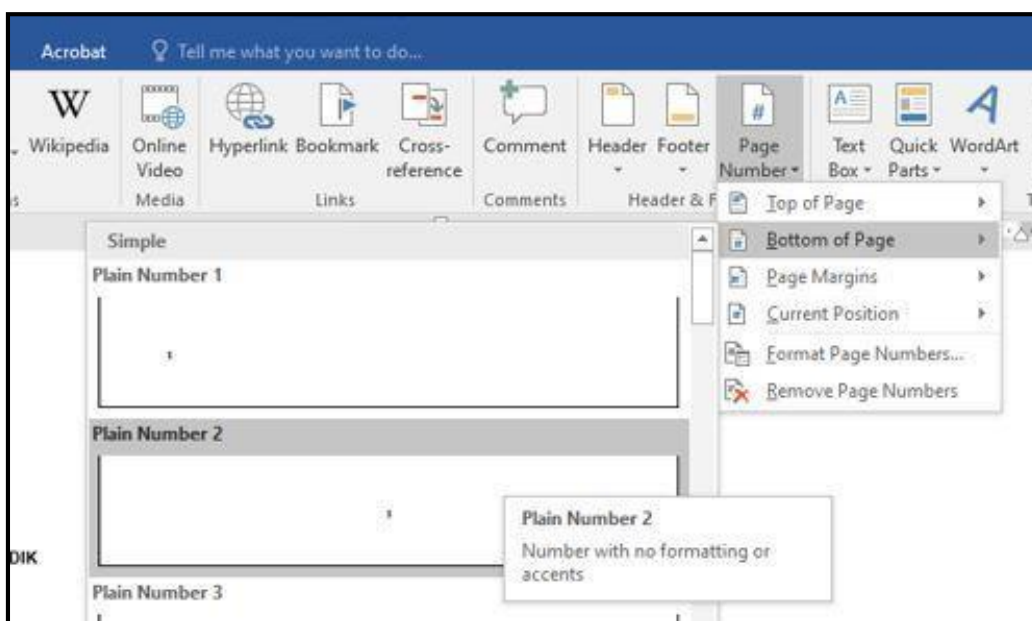 Acrobat
Tell me what you want to do...
Wikipedia
Online Video
Hyperlink
Bookmark
Cross-reference
Comment
Header
Footer
Page Number
Text Box
Quick Parts
WordArt
Media
Links
Comments
Header & F
Top of Page
Bottom of Page
Page Margins
Current Position
Format Page Numbers...
Remove Page Numbers
Simple
Plain Number 1
1
Plain Number 2
1
Plain Number 2
Number with no formatting or
accents
DIK
Plain Number 3